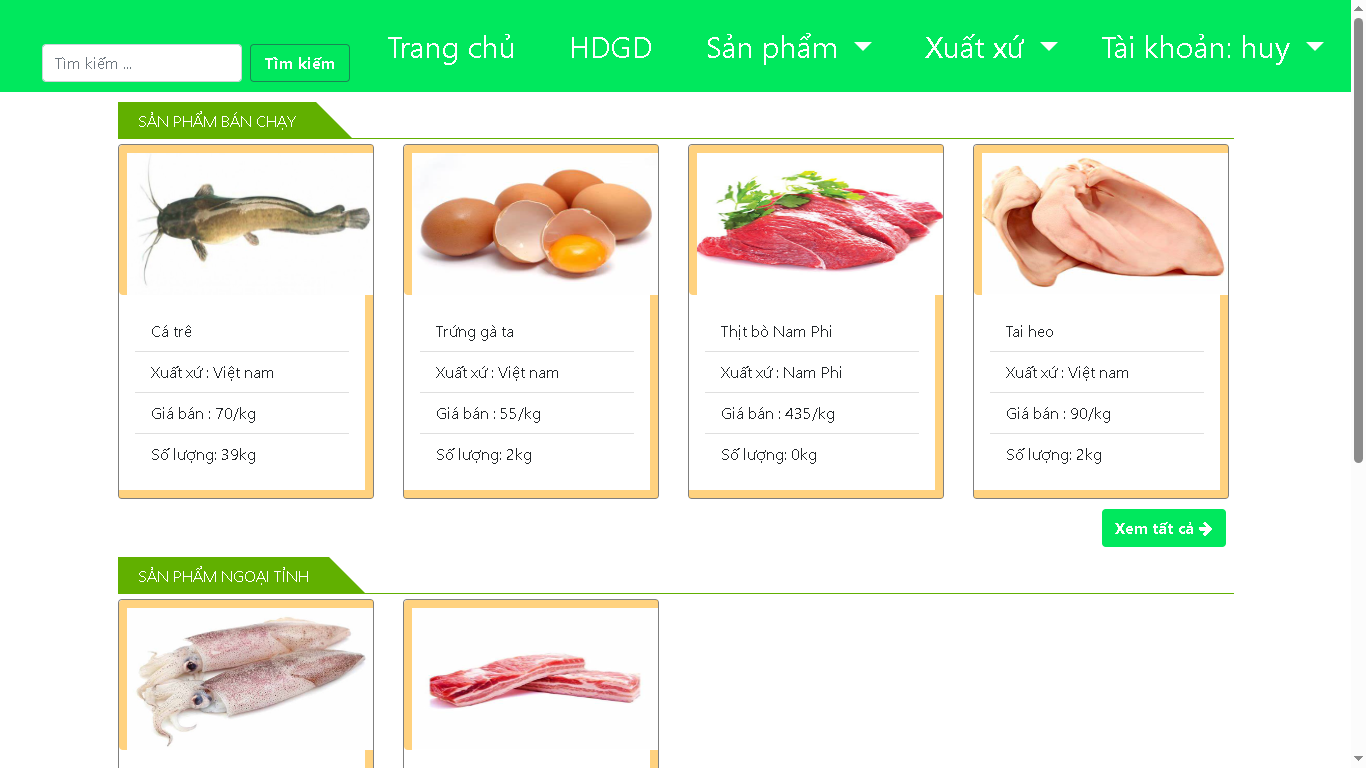 Tìm kiếm ...
Tìm kiếm
Trang chủ
HDGD
Sản phẩm
Xuất xứ
Tài khoản: huy
SẢN PHẨM BÁN CHẠY
Cá trê
Xuất xứ : Việt nam
Giá bán : 70/kg
Số lượng: 39kg
Trứng gà ta
Xuất xứ : Việt nam
Giá bán : 55/kg
Số lượng: 2kg
Thịt bò Nam Phi
Xuất xứ : Nam Phi
Giá bán : 435/kg
Số lượng: 0kg
Tai heo
Xuất xứ : Việt nam
Giá bán : 90/kg
Số lượng: 2kg
Xem tất cả
SẢN PHẨM NGOẠI TỈNH